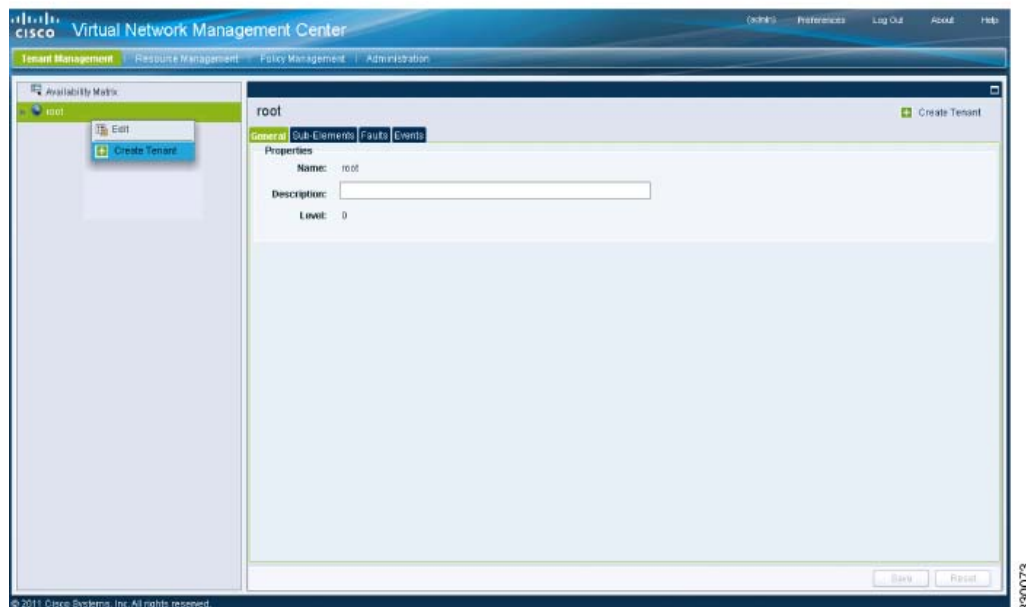 CISCO Virtual Network Management Center
(admin) Preferences Log Out About Help
Tenant Management | Resource Management | Policy Management | Administration
Availability Matrix
root
Edit
Create Tenant
root
Create Tenant
General Sub-Elements Faults Events
Properties
Name: root
Description:
Level: 0
Save Reset
© 2011 Cisco Systems, Inc. All rights reserved.